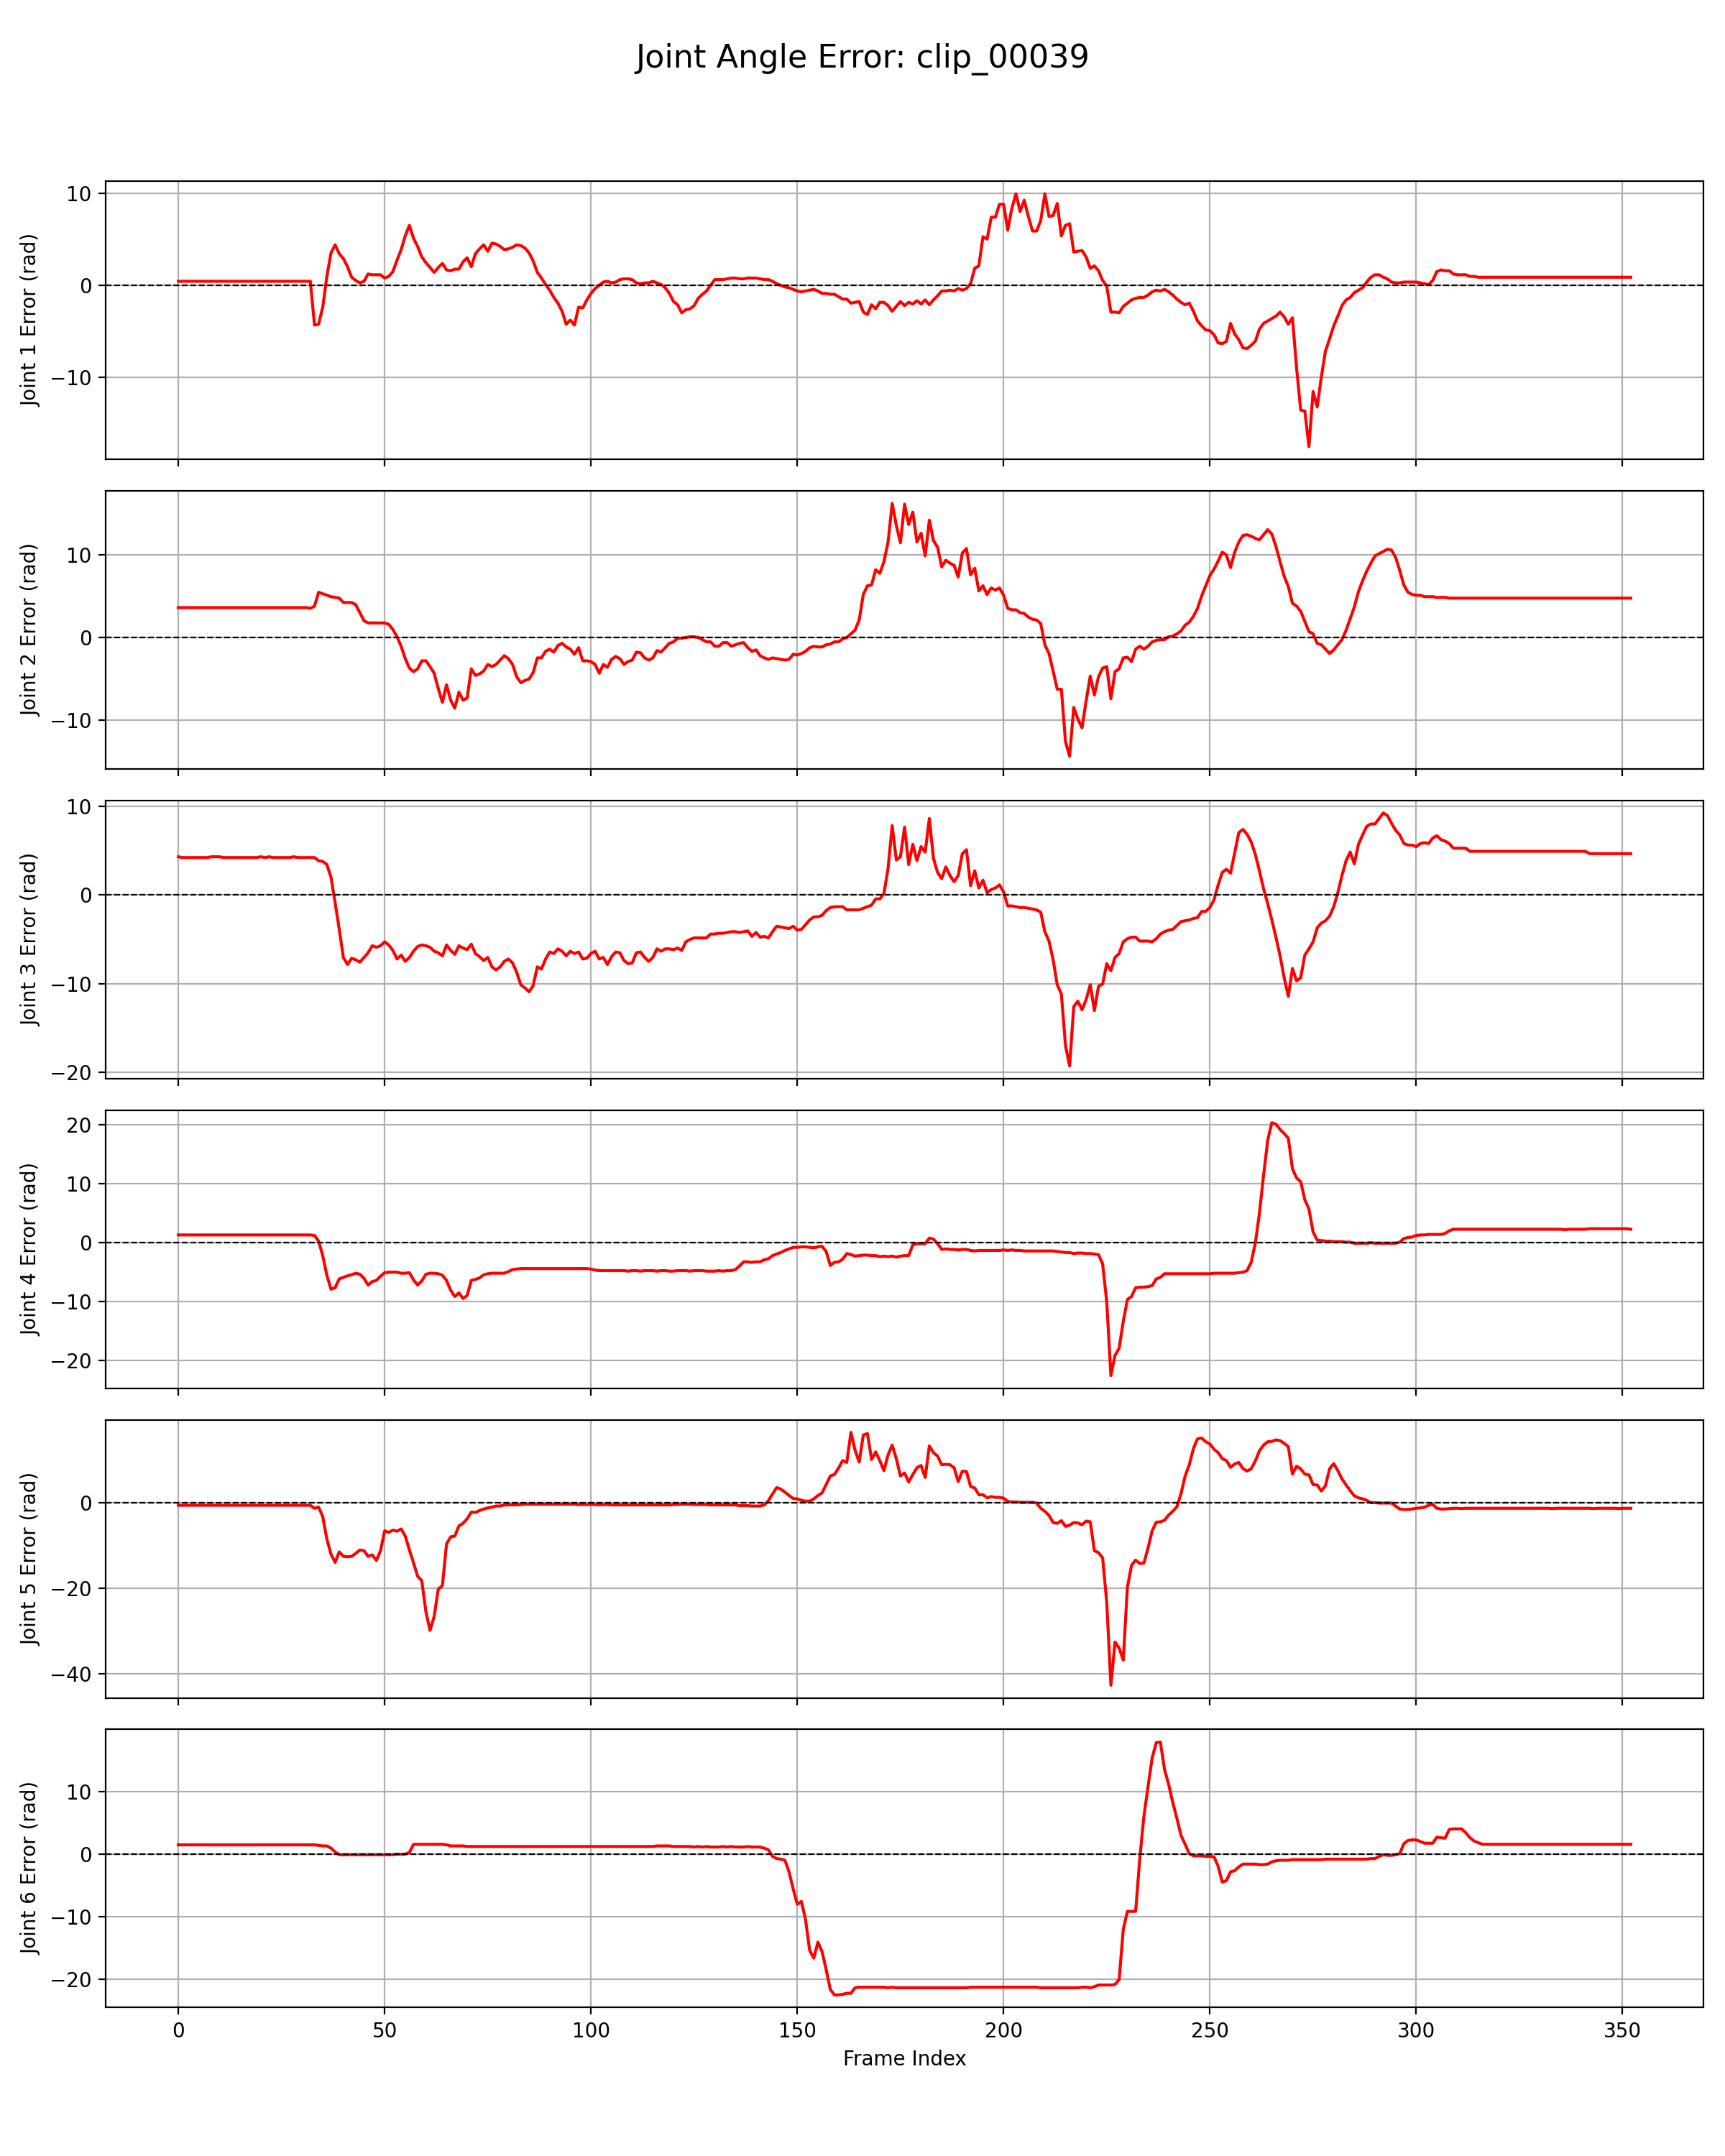 Joint Angle Error: clip_00039
Joint 1 Error (rad)
10
0
−10
Joint 2 Error (rad)
10
0
−10
Joint 3 Error (rad)
10
0
−10
−20
Joint 4 Error (rad)
20
10
0
−10
−20
Joint 5 Error (rad)
0
−20
−40
Joint 6 Error (rad)
10
0
−10
−20
0 50 100 150 200 250 300 350
Frame Index